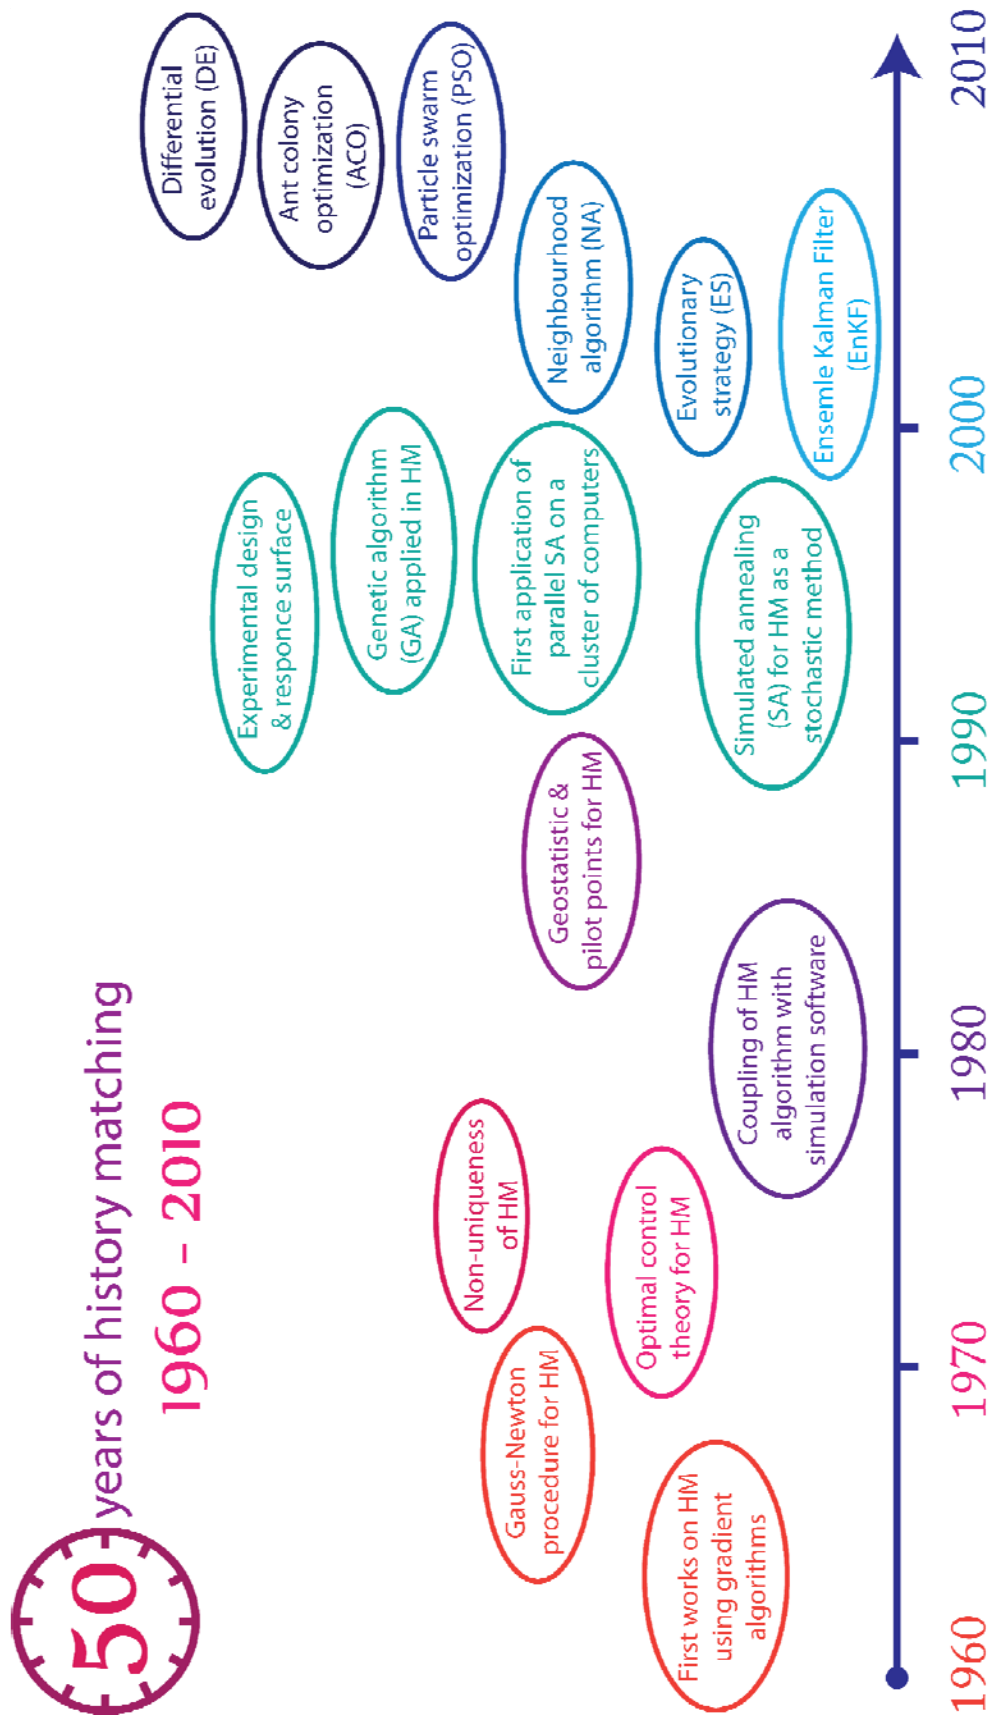 50 years of history matching
1960 – 2010
Differential
evolution (DE)
Ant colony
optimization
(ACO)
Particle swarm
optimization (PSO)
Experimental design
& responce surface
Genetic algorithm
(GA) applied in HM
Neighbourhood
algorithm (NA)
Non-uniqueness
of HM
First application of
parallel SA on a
cluster of computers
Gauss-Newton
procedure for HM
Geostatistic &
pilot points for HM
Evolutionary
strategy (ES)
Optimal control
theory for HM
Simulated annealing
(SA) for HM as a
stochastic method
Ensemle Kalman Filter
(EnKF)
First works on HM
using gradient
algorithms
Coupling of HM
algorithm with
simulation software
1960 1970 1980 1990 2000 2010